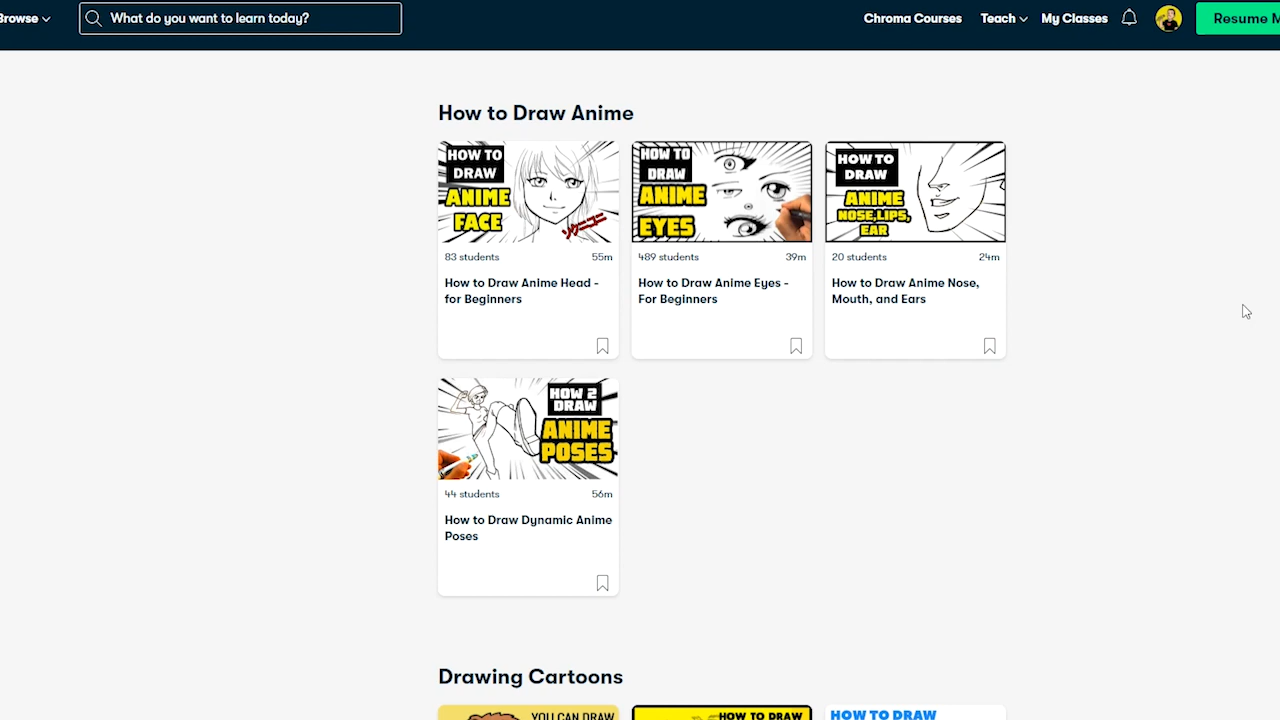 Browse
What do you want to learn today?
Chroma Courses
Teach
My Classes
Resume M
How to Draw Anime
HOW TO
DRAW
ANIME
FACE
83 students
55m
How to Draw Anime Head -
for Beginners
HOW TO
DRAW
ANIME
EYES
489 students
39m
How to Draw Anime Eyes -
For Beginners
HOW TO
DRAW
ANIME
NOSE,LIPS,
EAR
20 students
24m
How to Draw Anime Nose,
Mouth, and Ears
HOW 2
DRAW
ANIME
POSES
44 students
56m
How to Draw Dynamic Anime
Poses
Drawing Cartoons
YOU CAN DRAW
HOW TO DRAW
HOW TO DRAW